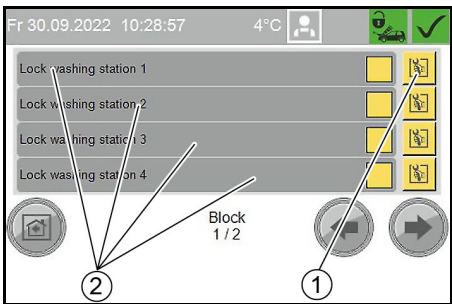 Fr 30.09.2022 10:28:57 4°C
Lock washing station 1
Lock washing station 2
Lock washing station 3
Lock washing station 4
Block
1 / 2
2
1